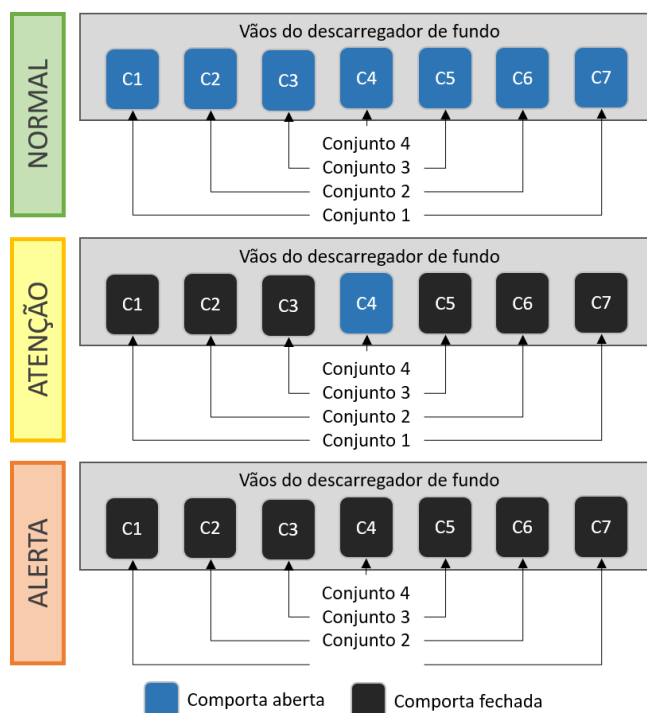 NORMAL
Vãos do descarregador de fundo
C1 C2 C3 C4 C5 C6 C7
Conjunto 4
Conjunto 3
Conjunto 2
Conjunto 1
ATENÇÃO
Vãos do descarregador de fundo
C1 C2 C3 C4 C5 C6 C7
Conjunto 4
Conjunto 3
Conjunto 2
Conjunto 1
ALERTA
Vãos do descarregador de fundo
C1 C2 C3 C4 C5 C6 C7
Conjunto 4
Conjunto 3
Conjunto 2
Comporta aberta Comporta fechada